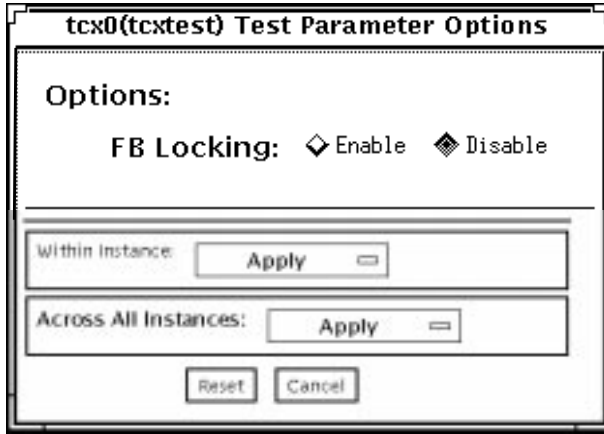 tcx0(tcxtest) Test Parameter Options
Options:
FB Locking: Enable Disable
Within Instance: Apply
Across All Instances: Apply
Reset Cancel